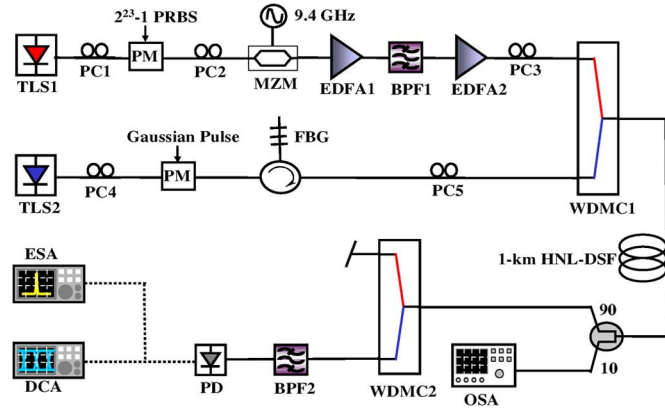 2²³-1 PRBS
9.4 GHz
PC1
PM
PC2
MZM
EDFA1
BPF1
EDFA2
PC3
TLS1
Gaussian Pulse
FBG
PC4
PM
PC5
TLS2
WDMC1
ESA
1-km HNL-DSF
90
DCA
PD
BPF2
WDMC2
OSA
10